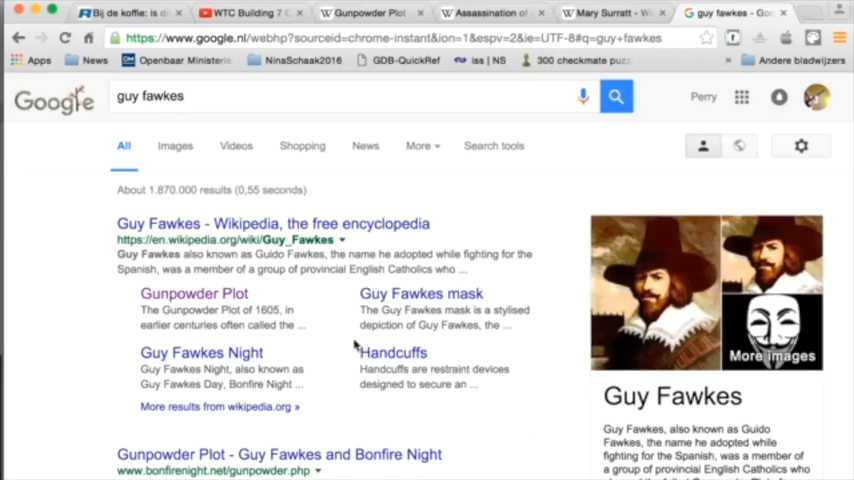 Bij de koffie: is di
WTC Building 7 C
Gunpowder Plot -
Assassination of
Mary Surratt - Wi
guy fawkes - Goo
https://www.google.nl/webhp?sourceid=chrome-instant&ion=1&espv=2&ie=UTF-8#q=guy+fawkes
Apps
News
Openbaar Ministerie
NinaSchaak2016
GDB-QuickRef
iss | NS
300 checkmate puzz
»
Andere bladwijzers
Google
guy fawkes
Perry
All
Images
Videos
Shopping
News
More
Search tools
About 1.870.000 results (0,55 seconds)
Guy Fawkes - Wikipedia, the free encyclopedia
https://en.wikipedia.org/wiki/Guy_Fawkes
Guy Fawkes also known as Guido Fawkes, the name he adopted while fighting for the
Spanish, was a member of a group of provincial English Catholics who ...
Gunpowder Plot
The Gunpowder Plot of 1605, in
earlier centuries often called the ...
Guy Fawkes mask
The Guy Fawkes mask is a stylised
depiction of Guy Fawkes, the ...
Guy Fawkes Night
Guy Fawkes Night, also known as
Guy Fawkes Day, Bonfire Night ...
Handcuffs
Handcuffs are restraint devices
designed to secure an ...
More results from wikipedia.org »
Gunpowder Plot - Guy Fawkes and Bonfire Night
www.bonfirenight.net/gunpowder.php
More images
Guy Fawkes
Guy Fawkes, also known as Guido
Fawkes, the name he adopted while
fighting for the Spanish, was a member
of a group of provincial English Catholics who